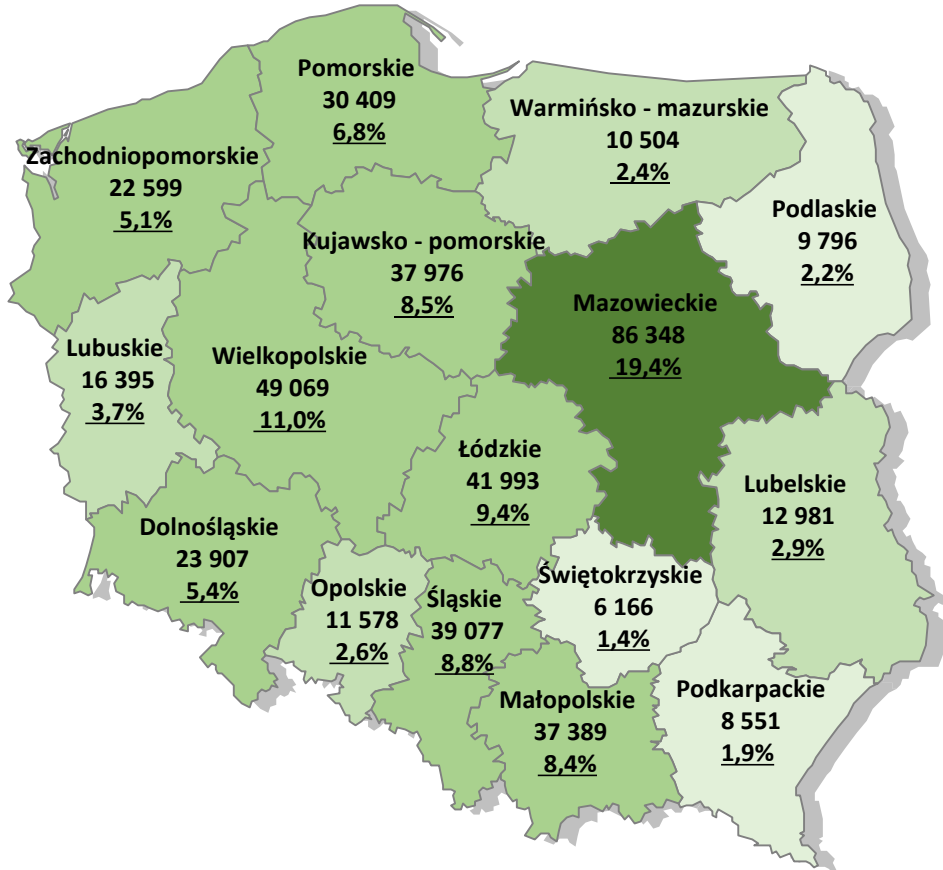 Pomorskie
30 409
6,8%
Warmińsko - mazurskie
10 504
2,4%
Zachodniopomorskie
22 599
5,1%
Podlaskie
9 796
2,2%
Kujawsko - pomorskie
37 976
8,5%
Mazowieckie
86 348
19,4%
Lubuskie
16 395
3,7%
Wielkopolskie
49 069
11,0%
Łódzkie
41 993
9,4%
Lubelskie
12 981
2,9%
Dolnośląskie
23 907
5,4%
Opolskie
11 578
2,6%
Śląskie
39 077
8,8%
Świętokrzyskie
6 166
1,4%
Małopolskie
37 389
8,4%
Podkarpackie
8 551
1,9%